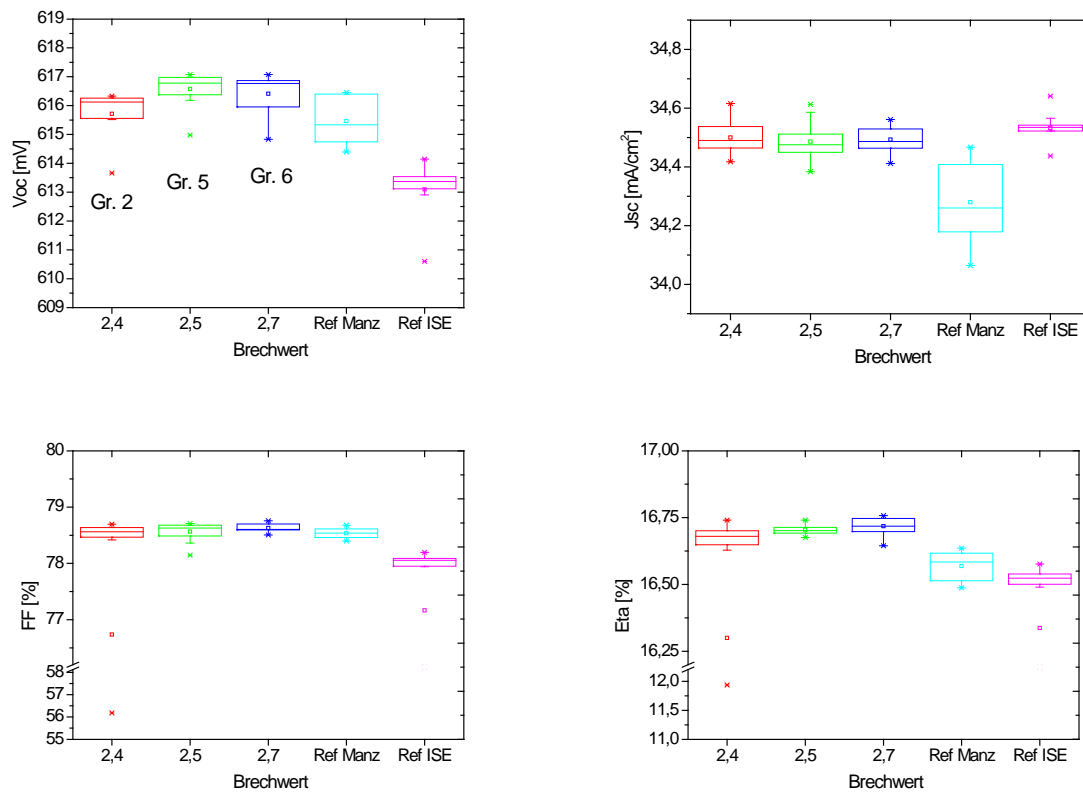 619
618
617
616
615
614
613
612
611
610
609
Voc [mV]
Gr. 2
Gr. 5
Gr. 6
2,4 2,5 2,7 Ref Manz Ref ISE
Brechwert
34,8
34,6
34,4
34,2
34,0
Jsc [mA/cm²]
2,4 2,5 2,7 Ref Manz Ref ISE
Brechwert
80
79
78
77
58
57
56
55
FF [%]
2,4 2,5 2,7 Ref Manz Ref ISE
Brechwert
17,00
16,75
16,50
16,25
12,0
11,5
11,0
Eta [%]
2,4 2,5 2,7 Ref Manz Ref ISE
Brechwert